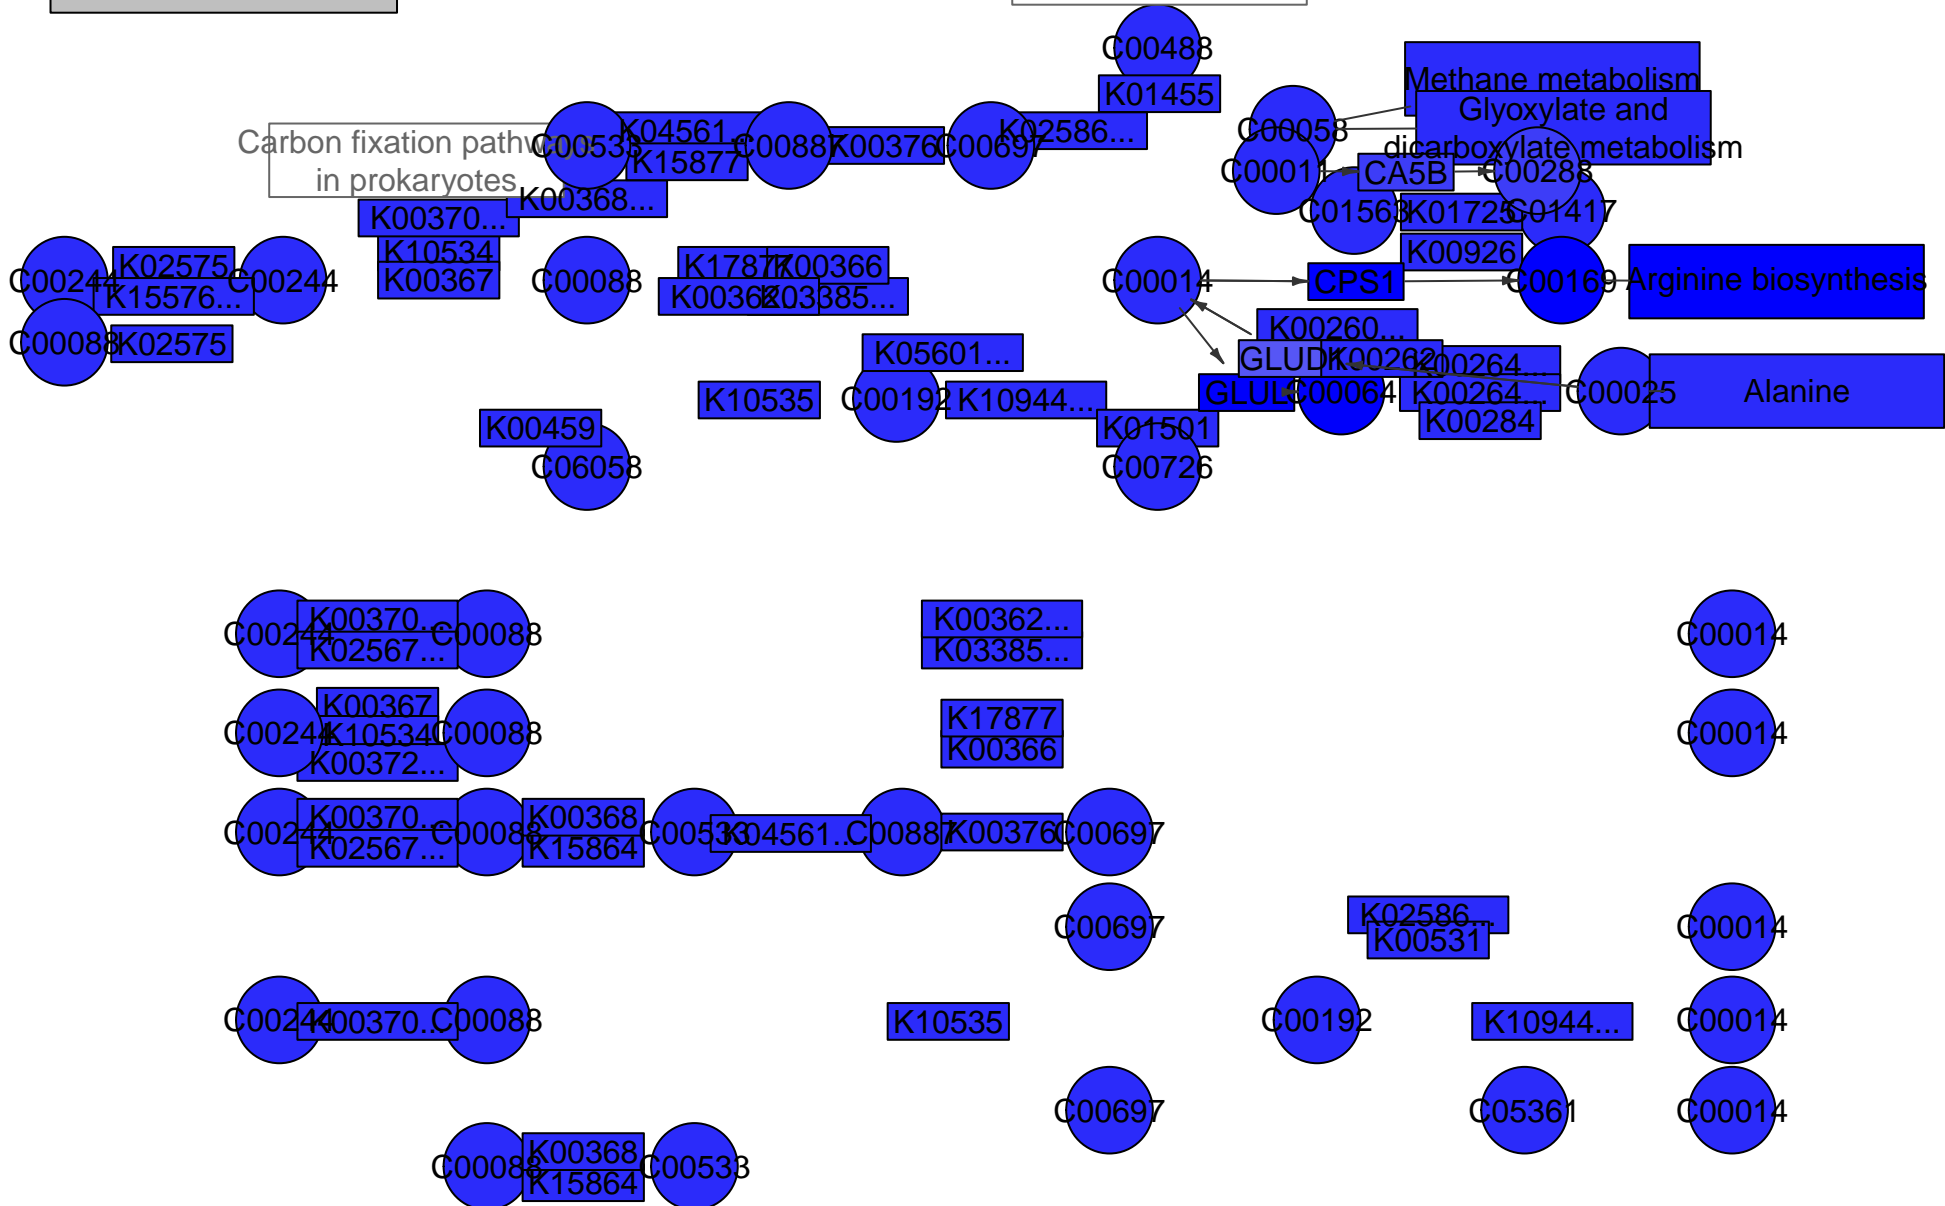 C00488
K01455
Methane metabolism
Glyoxylate and
dicarboxylate metabolism
C00058
Carbon fixation pathways
in prokaryotes
C00533
K04561...
K15877
C00887
K00376
C00697
K02586...
C00011
CA5B
C00288
K00368...
K00370...
C01563
K01725
C01417
K10534
K00367
K00926
C00244
K02575
K15576...
C00244
C00088
K17877
K00366
K00362...
K03385...
C00014
CPS1
C00169
Arginine biosynthesis
C00088
K02575
K00260...
K05601...
GLUD1
K00262
K00264...
K10535
C00192
K10944...
GLUL
C00064
K00264...
C00025
Alanine
K00459
K01501
K00284
C06058
C00726
C00244
K00370...
K02567...
C00088
K00362...
K03385...
C00014
C00244
K00367
K10534
K00372...
C00088
K17877
K00366
C00014
C00244
K00370...
K02567...
C00088
K00368
K15864
C00533
K04561...
C00887
K00376
C00697
C00697
K02586...
K00531
C00014
C00244
K00370...
C00088
K10535
C00192
K10944...
C00014
C00697
C05361
C00014
C00088
K00368
K15864
C00533